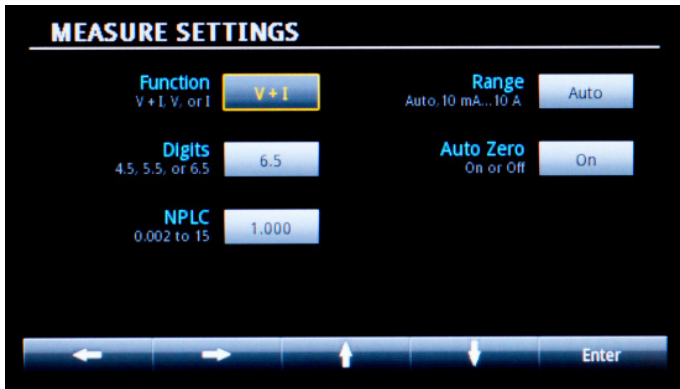 MEASURE SETTINGS
Function
V + I, V, or I
V + I
Range
Auto, 10 mA...10 A
Auto
Digits
4.5, 5.5, or 6.5
6.5
Auto Zero
On or Off
On
NPLC
0.002 to 15
1.000
Enter